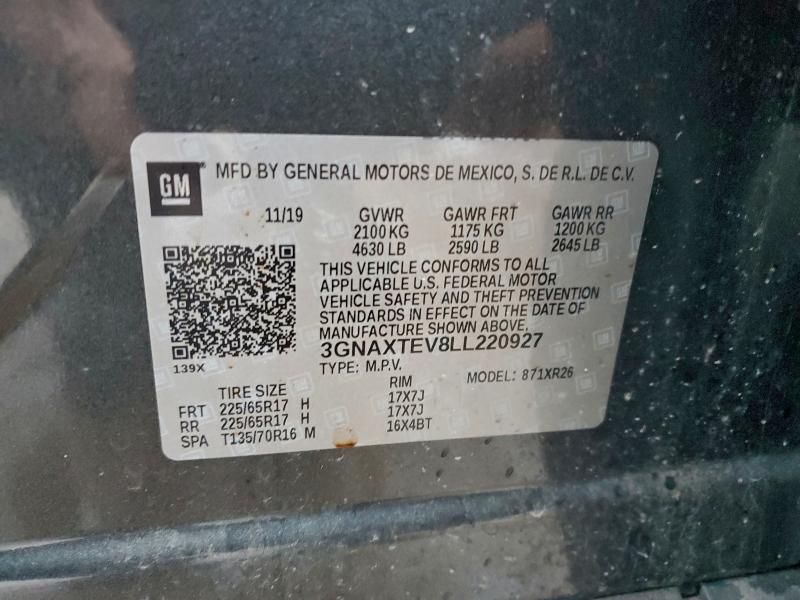 GM
MFD BY GENERAL MOTORS DE MEXICO, S. DE R.L. DE C.V.
11/19 GVWR GAWR FRT GAWR RR
2100 KG 1175 KG 1200 KG
4630 LB 2590 LB 2645 LB
THIS VEHICLE CONFORMS TO ALL
APPLICABLE U.S. FEDERAL MOTOR
VEHICLE SAFETY AND THEFT PREVENTION
STANDARDS IN EFFECT ON THE DATE OF
MANUFACTURE SHOWN ABOVE.
139X
3GNAXTEV8LL220927
TYPE: M.P.V. MODEL: 871XR26
TIRE SIZE RIM
FRT 225/65R17 H 17X7J
RR 225/65R17 H 17X7J
SPA T135/70R16 M 16X4BT